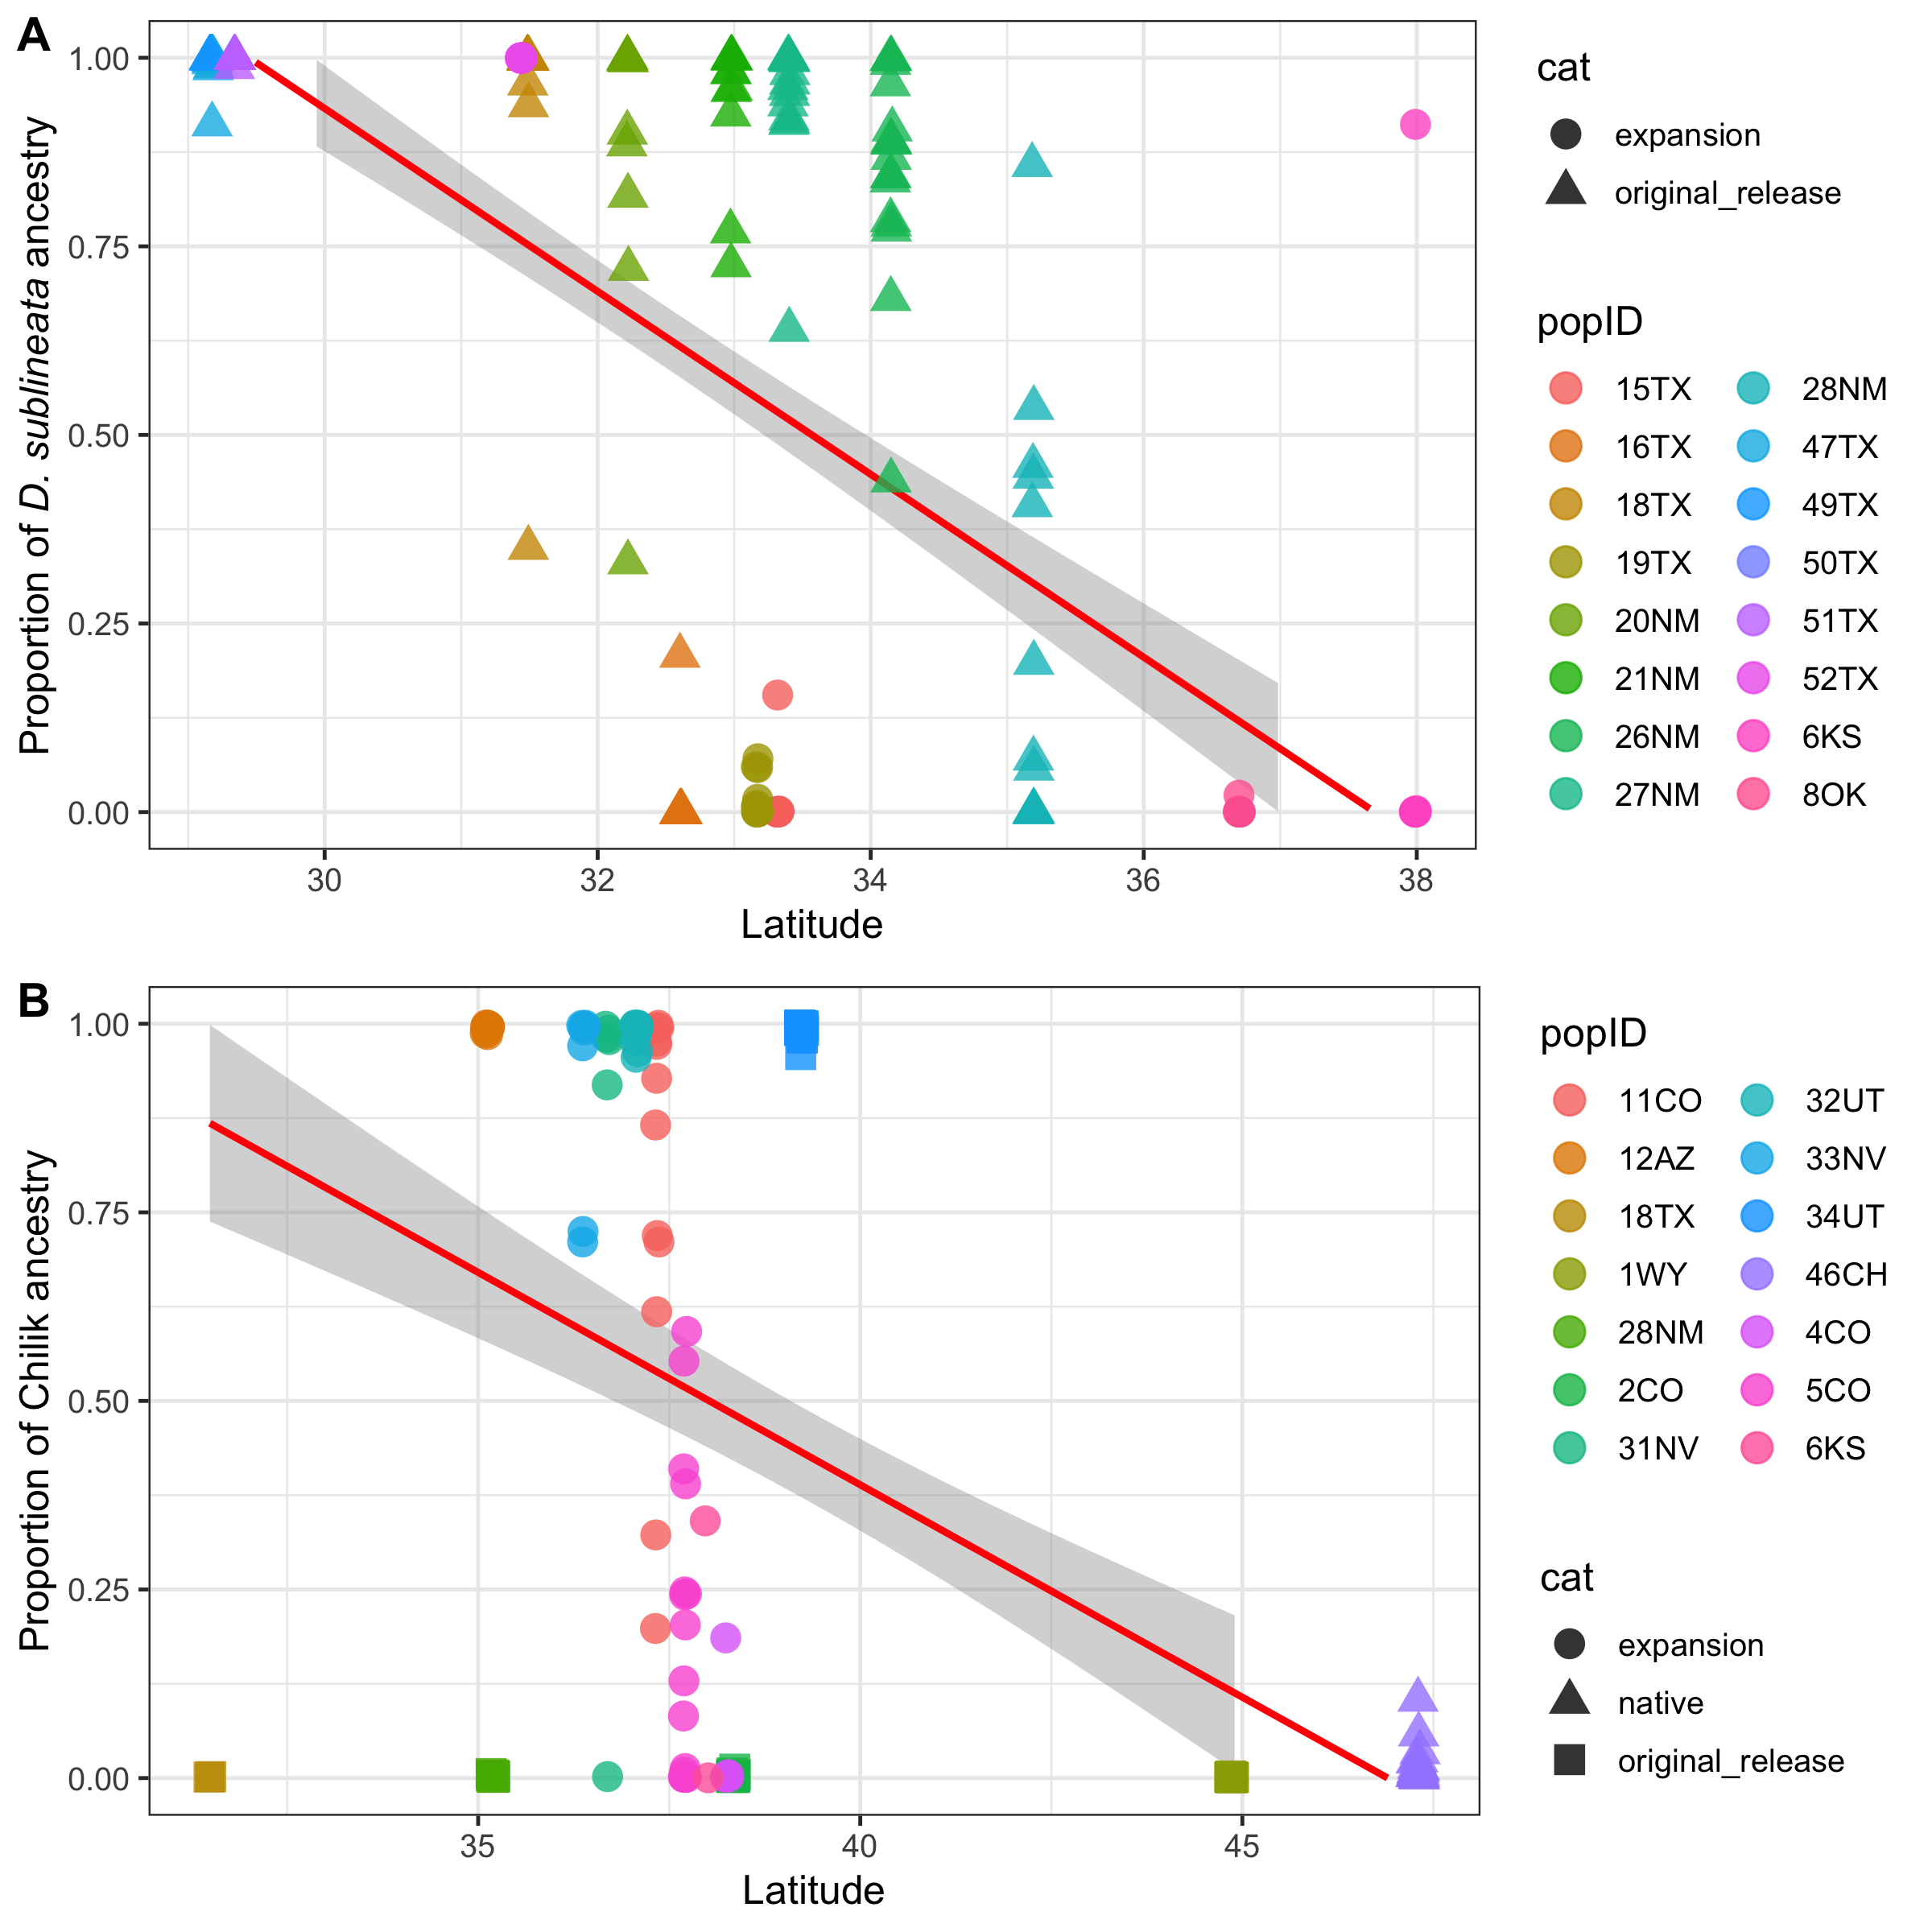 A
Proportion of D. sublineata ancestry
1.00
0.75
0.50
0.25
0.00
30 32 34 36 38
Latitude
cat
expansion
original_release
popID
15TX 28NM
16TX 47TX
18TX 49TX
19TX 50TX
20NM 51TX
21NM 52TX
26NM 6KS
27NM 8OK
B
Proportion of Chilik ancestry
1.00
0.75
0.50
0.25
0.00
35 40 45
Latitude
popID
11CO 32UT
12AZ 33NV
18TX 34UT
1WY 46CH
28NM 4CO
2CO 5CO
31NV 6KS
cat
expansion
native
original_release